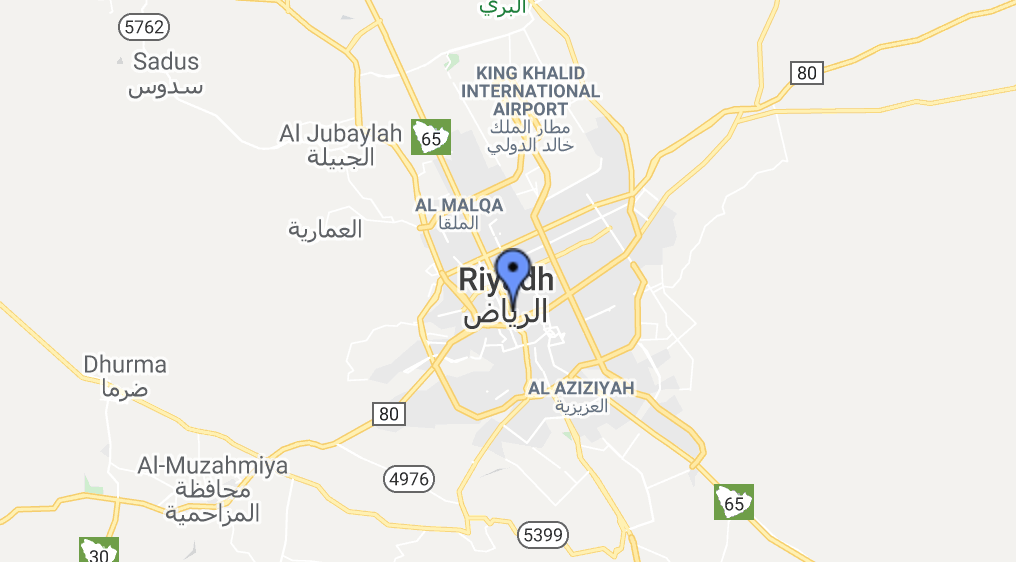 البري
5762
Sadus
سدوس
80
KING KHALID
INTERNATIONAL
AIRPORT
مطار الملك
خالد الدولي
Al Jubaylah
الجبيلة
65
AL MALQA
الملقا
العمارية
Riyadh
الرياض
Dhurma
ضرما
AL AZIZIYAH
العزيزية
80
Al-Muzahmiya
محافظة
المزاحمية
4976
65
5399
30